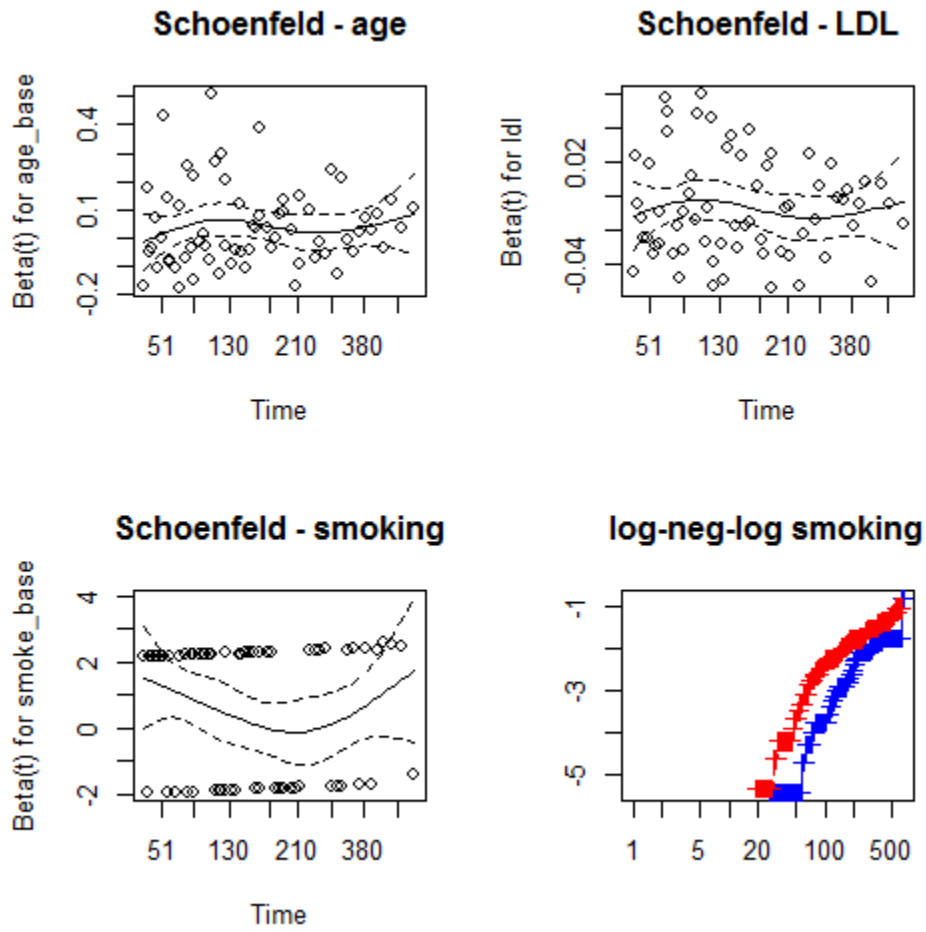 Schoenfeld - age
Beta(t) for age_base
0.4
0.1
-0.2
51 130 210 380
Time
Schoenfeld - LDL
Beta(t) for ldl
0.02
-0.04
51 130 210 380
Time
Schoenfeld - smoking
Beta(t) for smoke_base
4
2
0
-2
51 130 210 380
Time
log-neg-log smoking
-1
-3
-5
1 5 20 100 500